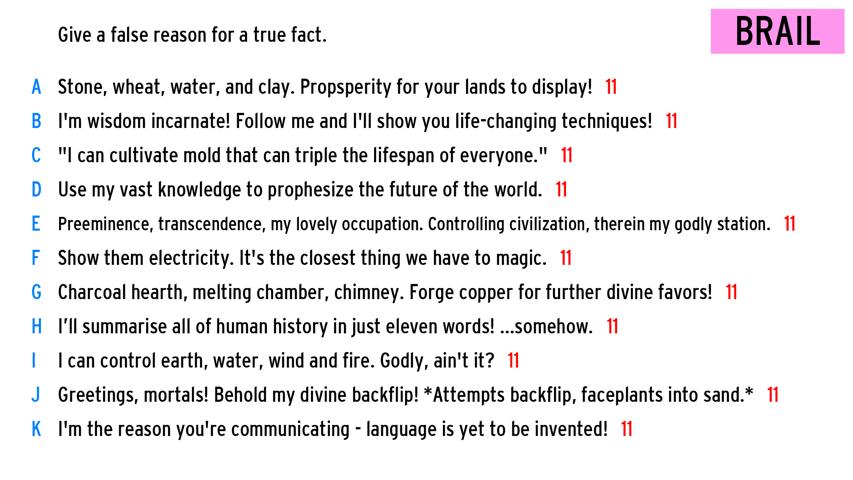 Give a false reason for a true fact.
BRAIL
A Stone, wheat, water, and clay. Propsperity for your lands to display! 11
B I'm wisdom incarnate! Follow me and I'll show you life-changing techniques! 11
C "I can cultivate mold that can triple the lifespan of everyone." 11
D Use my vast knowledge to prophesize the future of the world. 11
E Preeminence, transcendence, my lovely occupation. Controlling civilization, therein my godly station. 11
F Show them electricity. It's the closest thing we have to magic. 11
G Charcoal hearth, melting chamber, chimney. Forge copper for further divine favors! 11
H I’ll summarise all of human history in just eleven words! ...somehow. 11
I I can control earth, water, wind and fire. Godly, ain't it? 11
J Greetings, mortals! Behold my divine backflip! *Attempts backflip, faceplants into sand.* 11
K I'm the reason you're communicating - language is yet to be invented! 11